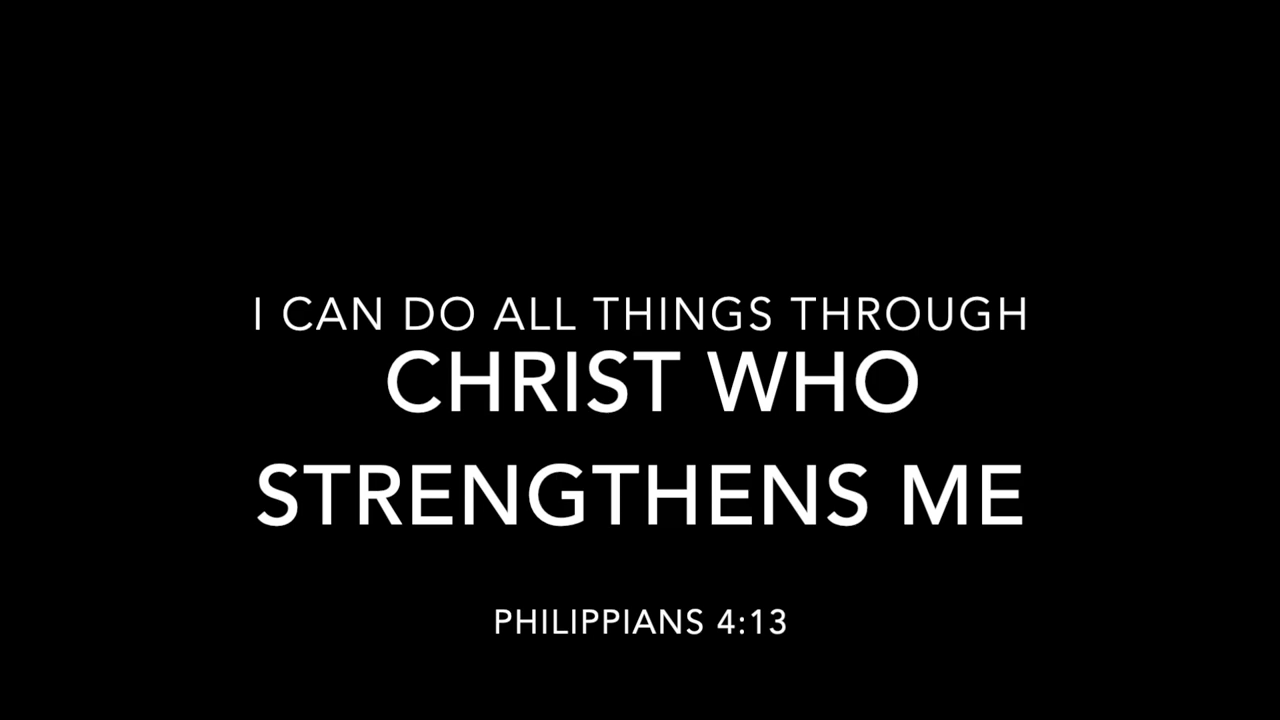 I CAN DO ALL THINGS THROUGH
CHRIST WHO
STRENGTHENS ME
PHILIPPIANS 4:13